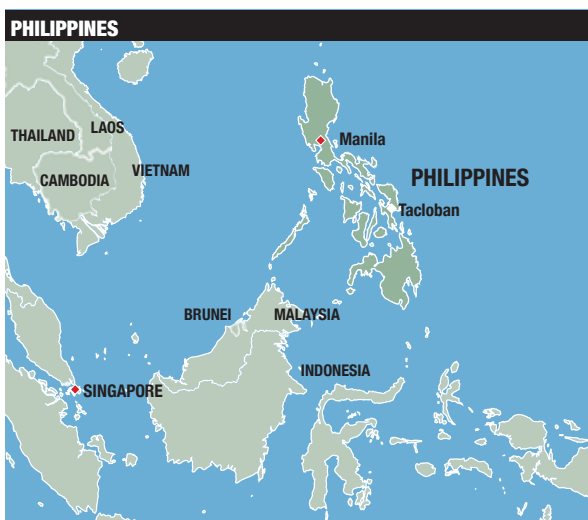 PHILIPPINES
THAILAND
LAOS
VIETNAM
CAMBODIA
Manila
PHILIPPINES
Tacloban
BRUNEI
MALAYSIA
INDONESIA
SINGAPORE